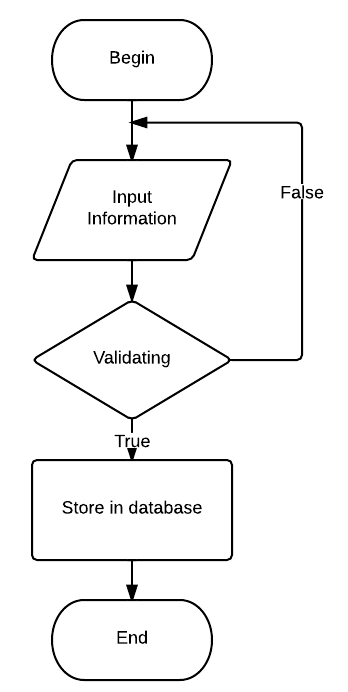 Begin
False
Input
Information
Validating
True
Store in database
End